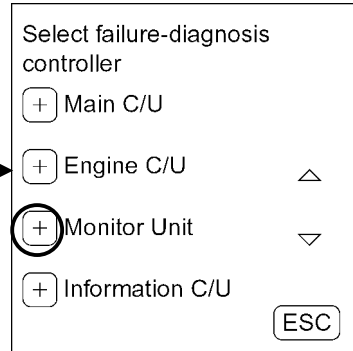 Select failure-diagnosis
controller
+ Main C/U
+ Engine C/U
+ Monitor Unit
+ Information C/U
ESC